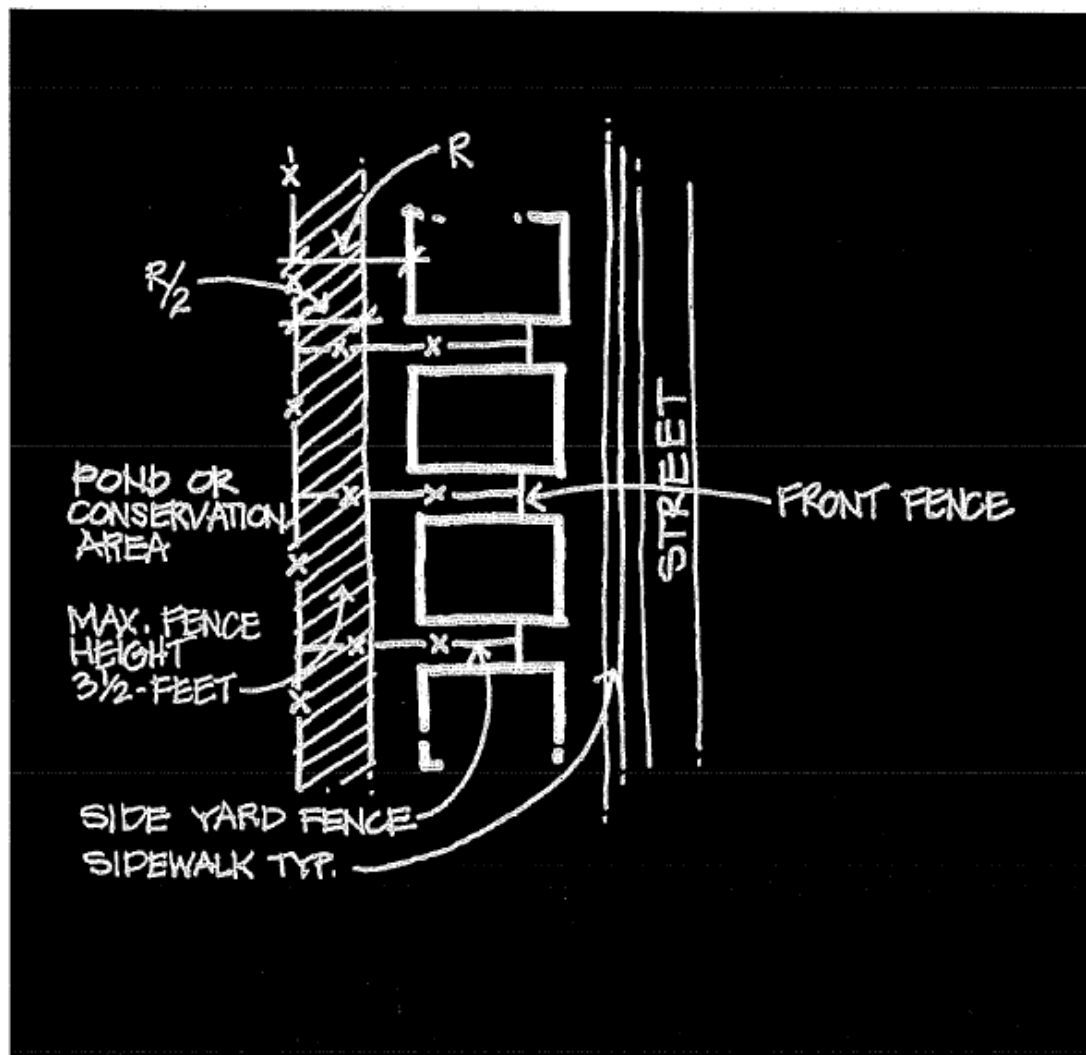 R
R/2
POND OR
CONSERVATION
AREA
FRONT FENCE
STREET
MAX. FENCE
HEIGHT
3½-FEET
SIDE YARD FENCE
SIDEWALK TYP.